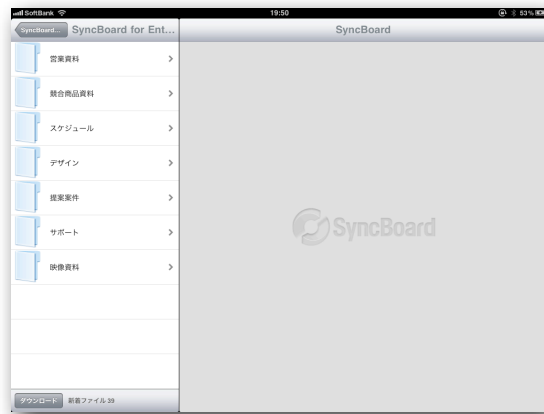 SoftBank 19:50 53%
SyncBoard... SyncBoard for Ent... SyncBoard
営業資料
競合商品資料
スケジュール
デザイン
提案案件
サポート
映像資料
SyncBoard
ダウンロード 新着ファイル 39